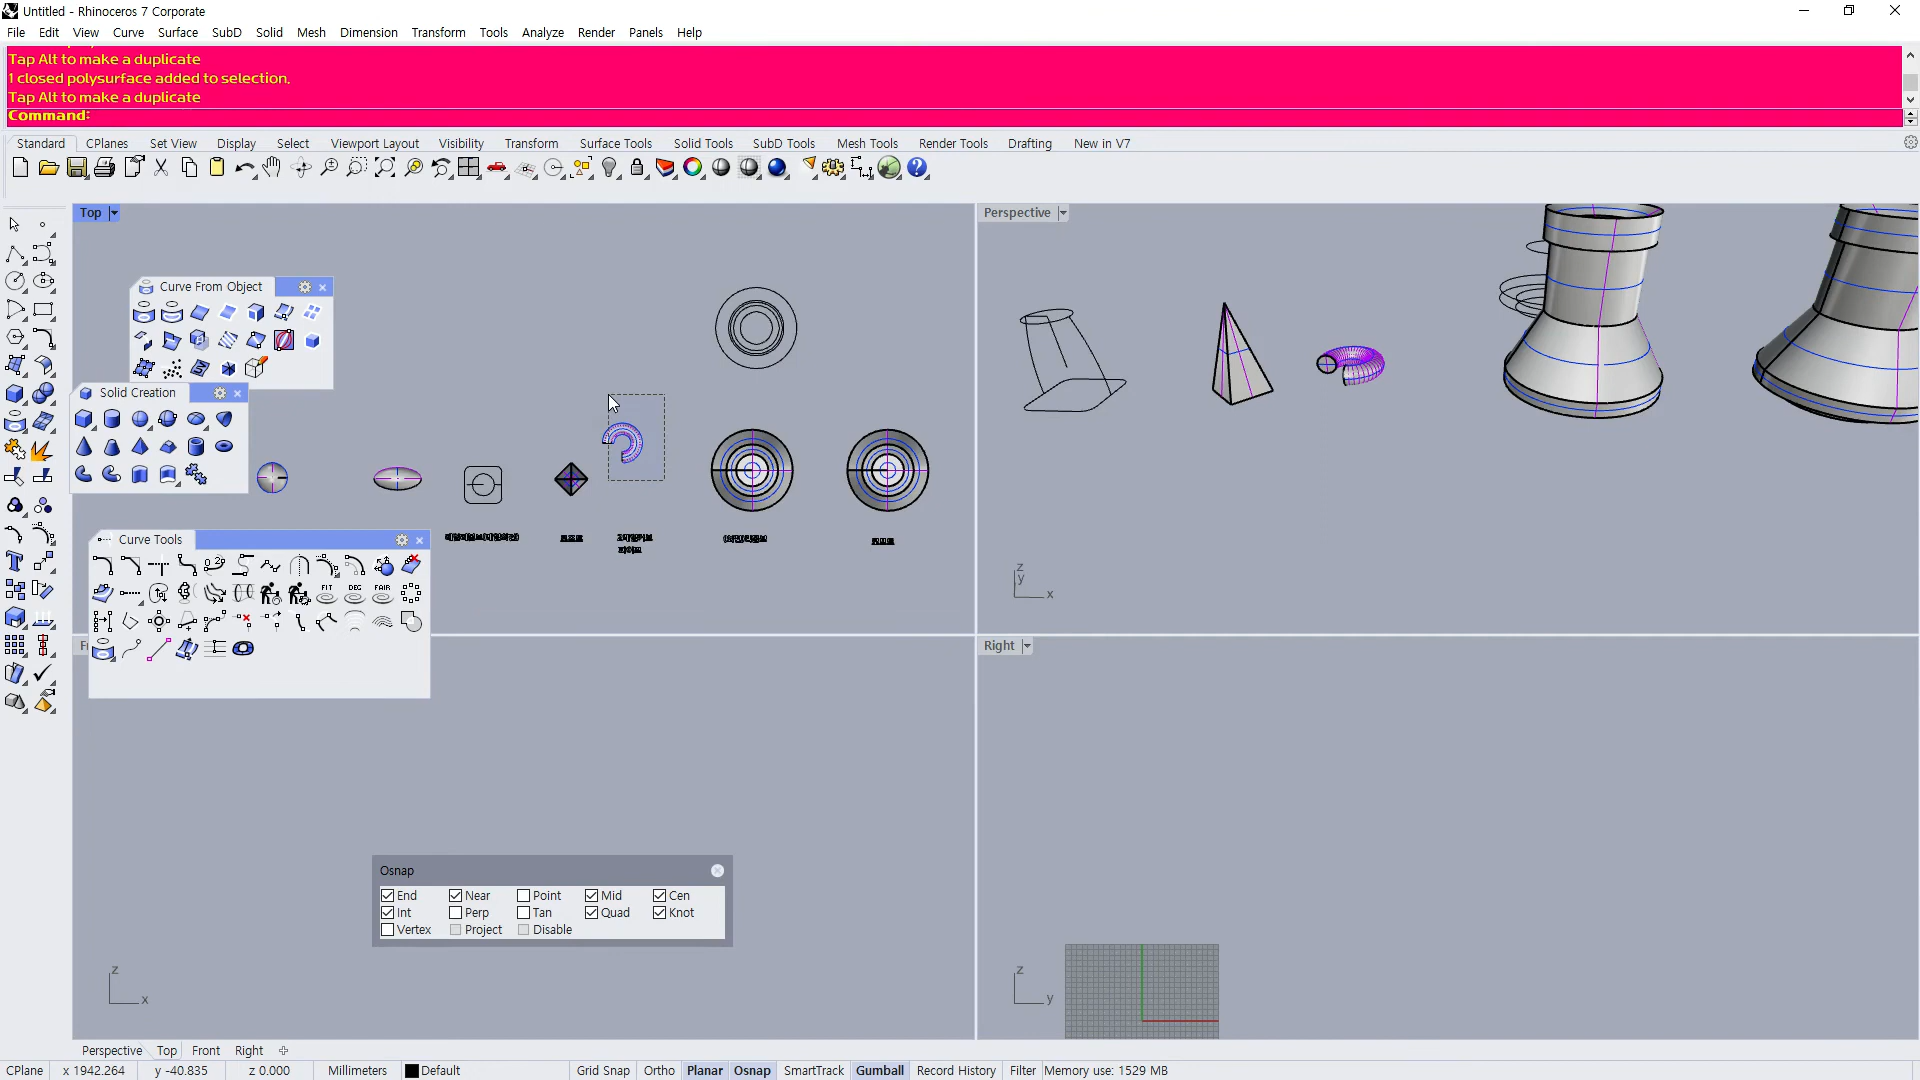 Untitled - Rhinoceros 7 Corporate
File Edit View Curve Surface SubD Solid Mesh Dimension Transform Tools Analyze Render Panels Help
Tap Alt to make a duplicate
1 closed polysurface added to selection.
Tap Alt to make a duplicate
Command:
Standard CPlanes Set View Display Select Viewport Layout Visibility Transform Surface Tools Solid Tools SubD Tools Mesh Tools Render Tools Drafting New in V7
Top
Perspective
Curve From Object
Solid Creation
Curve Tools
FIT DEG FAIR
z
y
x
Right
Osnap
End Near Point Mid Cen
Int Perp Tan Quad Knot
Vertex Project Disable
z
x
z
y
Perspective Top Front Right
CPlane x 1942.264 y -40.835 z 0.000 Millimeters Default Grid Snap Ortho Planar Osnap SmartTrack Gumball Record History Filter Memory use: 1529 MB